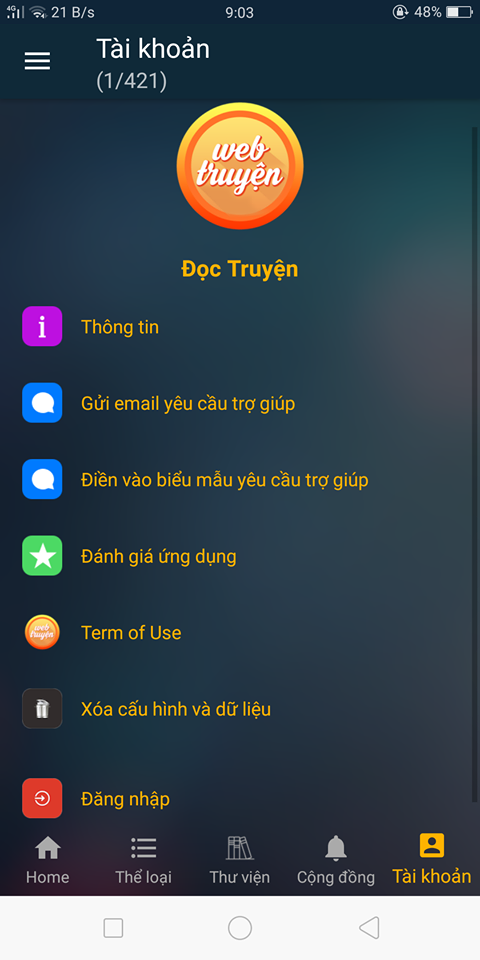 4G 21 B/s 9:03 48%
Tài khoản
(1/421)
web
truyện
Đọc Truyện
i Thông tin
Gửi email yêu cầu trợ giúp
Điền vào biểu mẫu yêu cầu trợ giúp
Đánh giá ứng dụng
web
truyện
Term of Use
Xóa cấu hình và dữ liệu
Đăng nhập
Home Thể loại Thư viện Cộng đồng Tài khoản